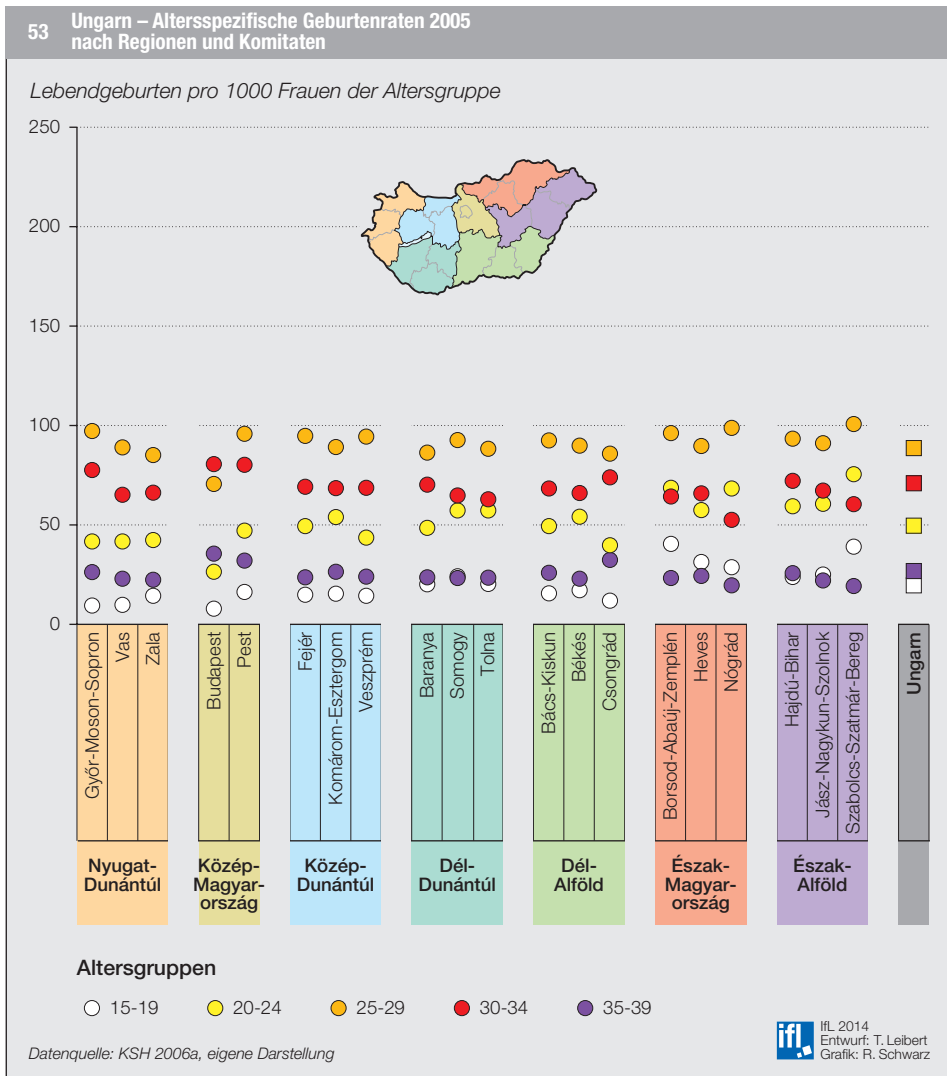 53
Ungarn – Altersspezifische Geburtenraten 2005
nach Regionen und Komitaten
Lebendgeburten pro 1000 Frauen der Altersgruppe
250
200
150
100
50
0
Győr-Moson-Sopron
Vas
Zala
Budapest
Pest
Fejér
Komárom-Esztergom
Veszprém
Baranya
Somogy
Tolna
Bács-Kiskun
Békés
Csongrád
Borsod-Abaúj-Zemplén
Heves
Nógrád
Hajdú-Bihar
Jász-Nagykun-Szolnok
Szabolcs-Szatmár-Bereg
Ungarn
Nyugat-
Dunántúl
Közép-
Magyar-
ország
Közép-
Dunántúl
Dél-
Dunántúl
Dél-
Alföld
Észak-
Magyar-
ország
Észak-
Alföld
Altersgruppen
15-19
20-24
25-29
30-34
35-39
Datenquelle: KSH 2006a, eigene Darstellung
ifl
IfL 2014
Entwurf: T. Leibert
Grafik: R. Schwarz